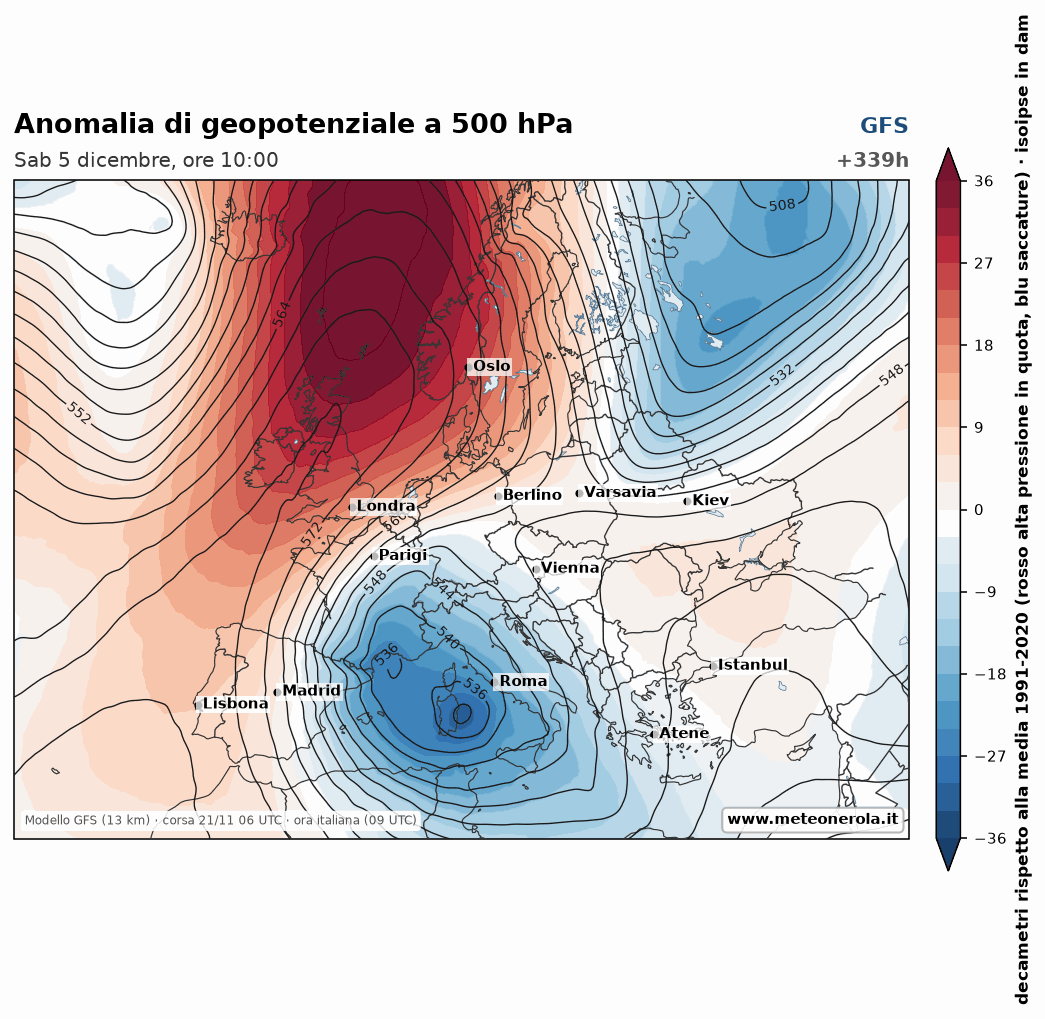 Anomalia di geopotenziale a 500 hPa
GFS
Sab 5 dicembre, ore 10:00
+339h
508
564
532
548
552
Oslo
Berlino
Varsavia
Kiev
Londra
560
572
Parigi
Vienna
548
544
540
536
536
Istanbul
Roma
Madrid
Lisbona
Atene
Modello GFS (13 km) · corsa 21/11 06 UTC · ora italiana (09 UTC)
www.meteonerola.it
36
27
18
9
0
−9
−18
−27
−36
decametri rispetto alla media 1991-2020 (rosso alta pressione in quota, blu saccature) · isoipse in dam